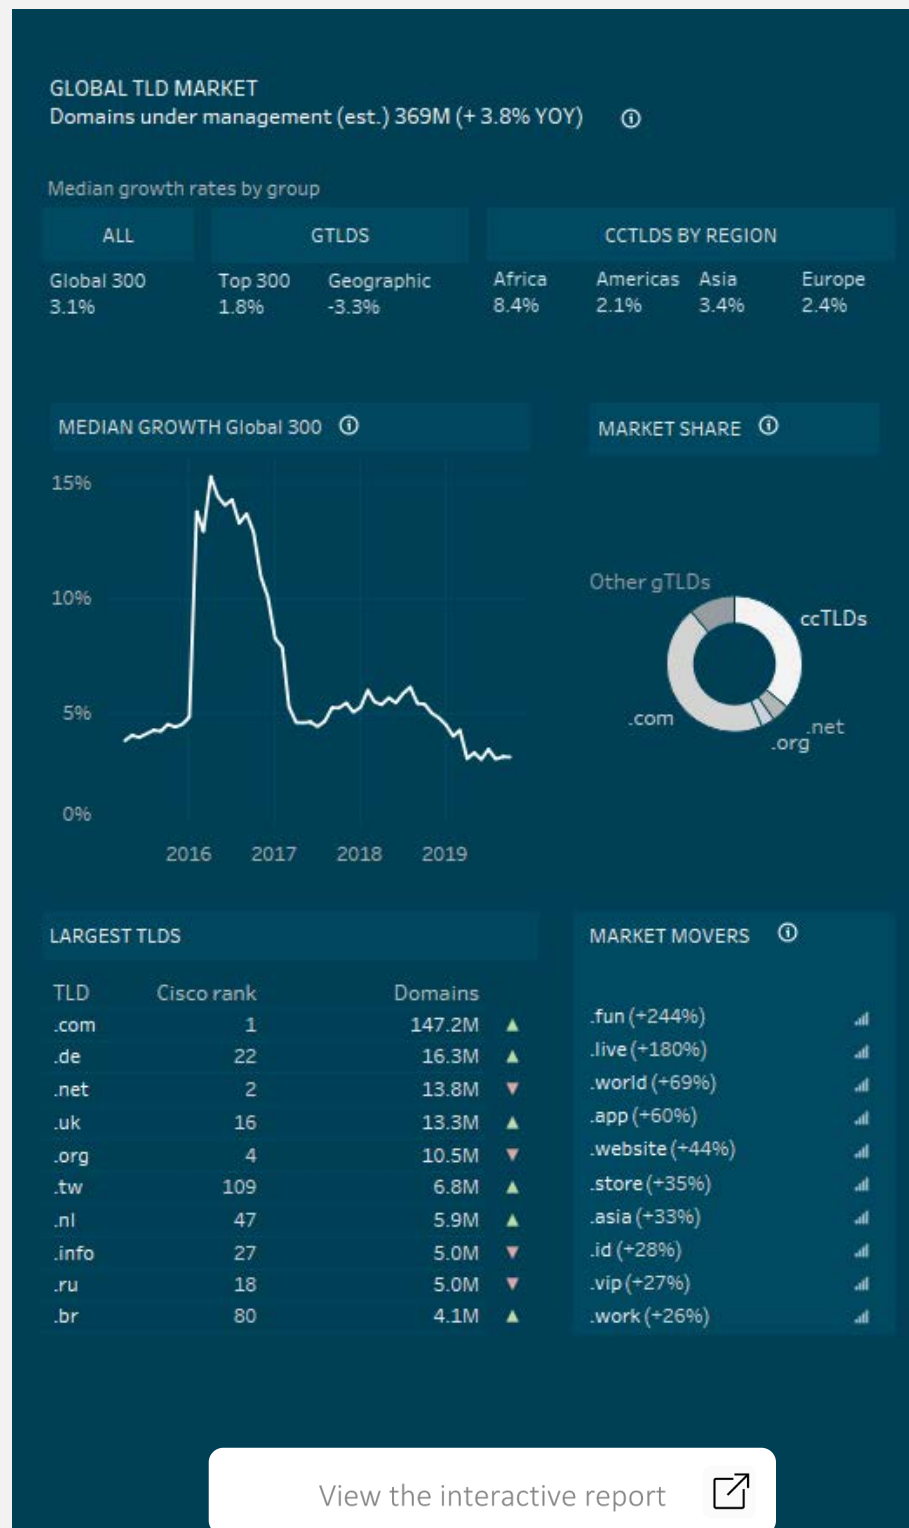 GLOBAL TLD MARKET
Domains under management (est.) 369M (+ 3.8% YOY)
Median growth rates by group
ALL GTLDS CCTLDS BY REGION
Global 300 Top 300 Geographic Africa Americas Asia Europe
3.1% 1.8% -3.3% 8.4% 2.1% 3.4% 2.4%
MEDIAN GROWTH Global 300
15%
10%
5%
0%
2016 2017 2018 2019
MARKET SHARE
Other gTLDs
ccTLDs
.com
.net
.org
LARGEST TLDS
TLD Cisco rank Domains
.com 1 147.2M ▲
.de 22 16.3M ▲
.net 2 13.8M ▼
.uk 16 13.3M ▲
.org 4 10.5M ▼
.tw 109 6.8M ▲
.nl 47 5.9M ▲
.info 27 5.0M ▼
.ru 18 5.0M ▼
.br 80 4.1M ▲
MARKET MOVERS
.fun (+244%)
.live (+180%)
.world (+69%)
.app (+60%)
.website (+44%)
.store (+35%)
.asia (+33%)
.id (+28%)
.vip (+27%)
.work (+26%)
View the interactive report